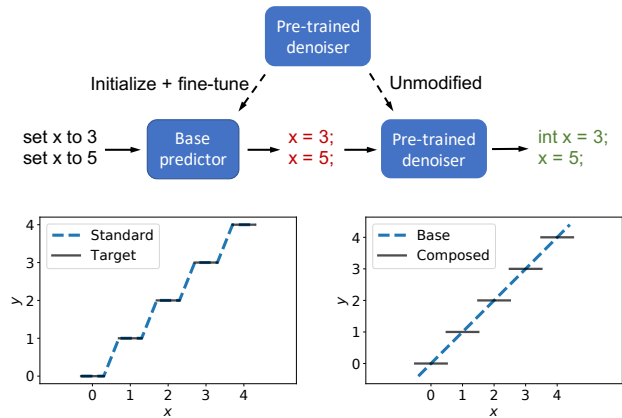 Pre-trained
denoiser
Initialize + fine-tune
Unmodified
set x to 3
set x to 5
Base
predictor
x = 3;
x = 5;
Pre-trained
denoiser
int x = 3;
x = 5;
Standard
Target
y
4
3
2
1
0
0 1 2 3 4
x
Base
Composed
y
4
3
2
1
0
0 1 2 3 4
x